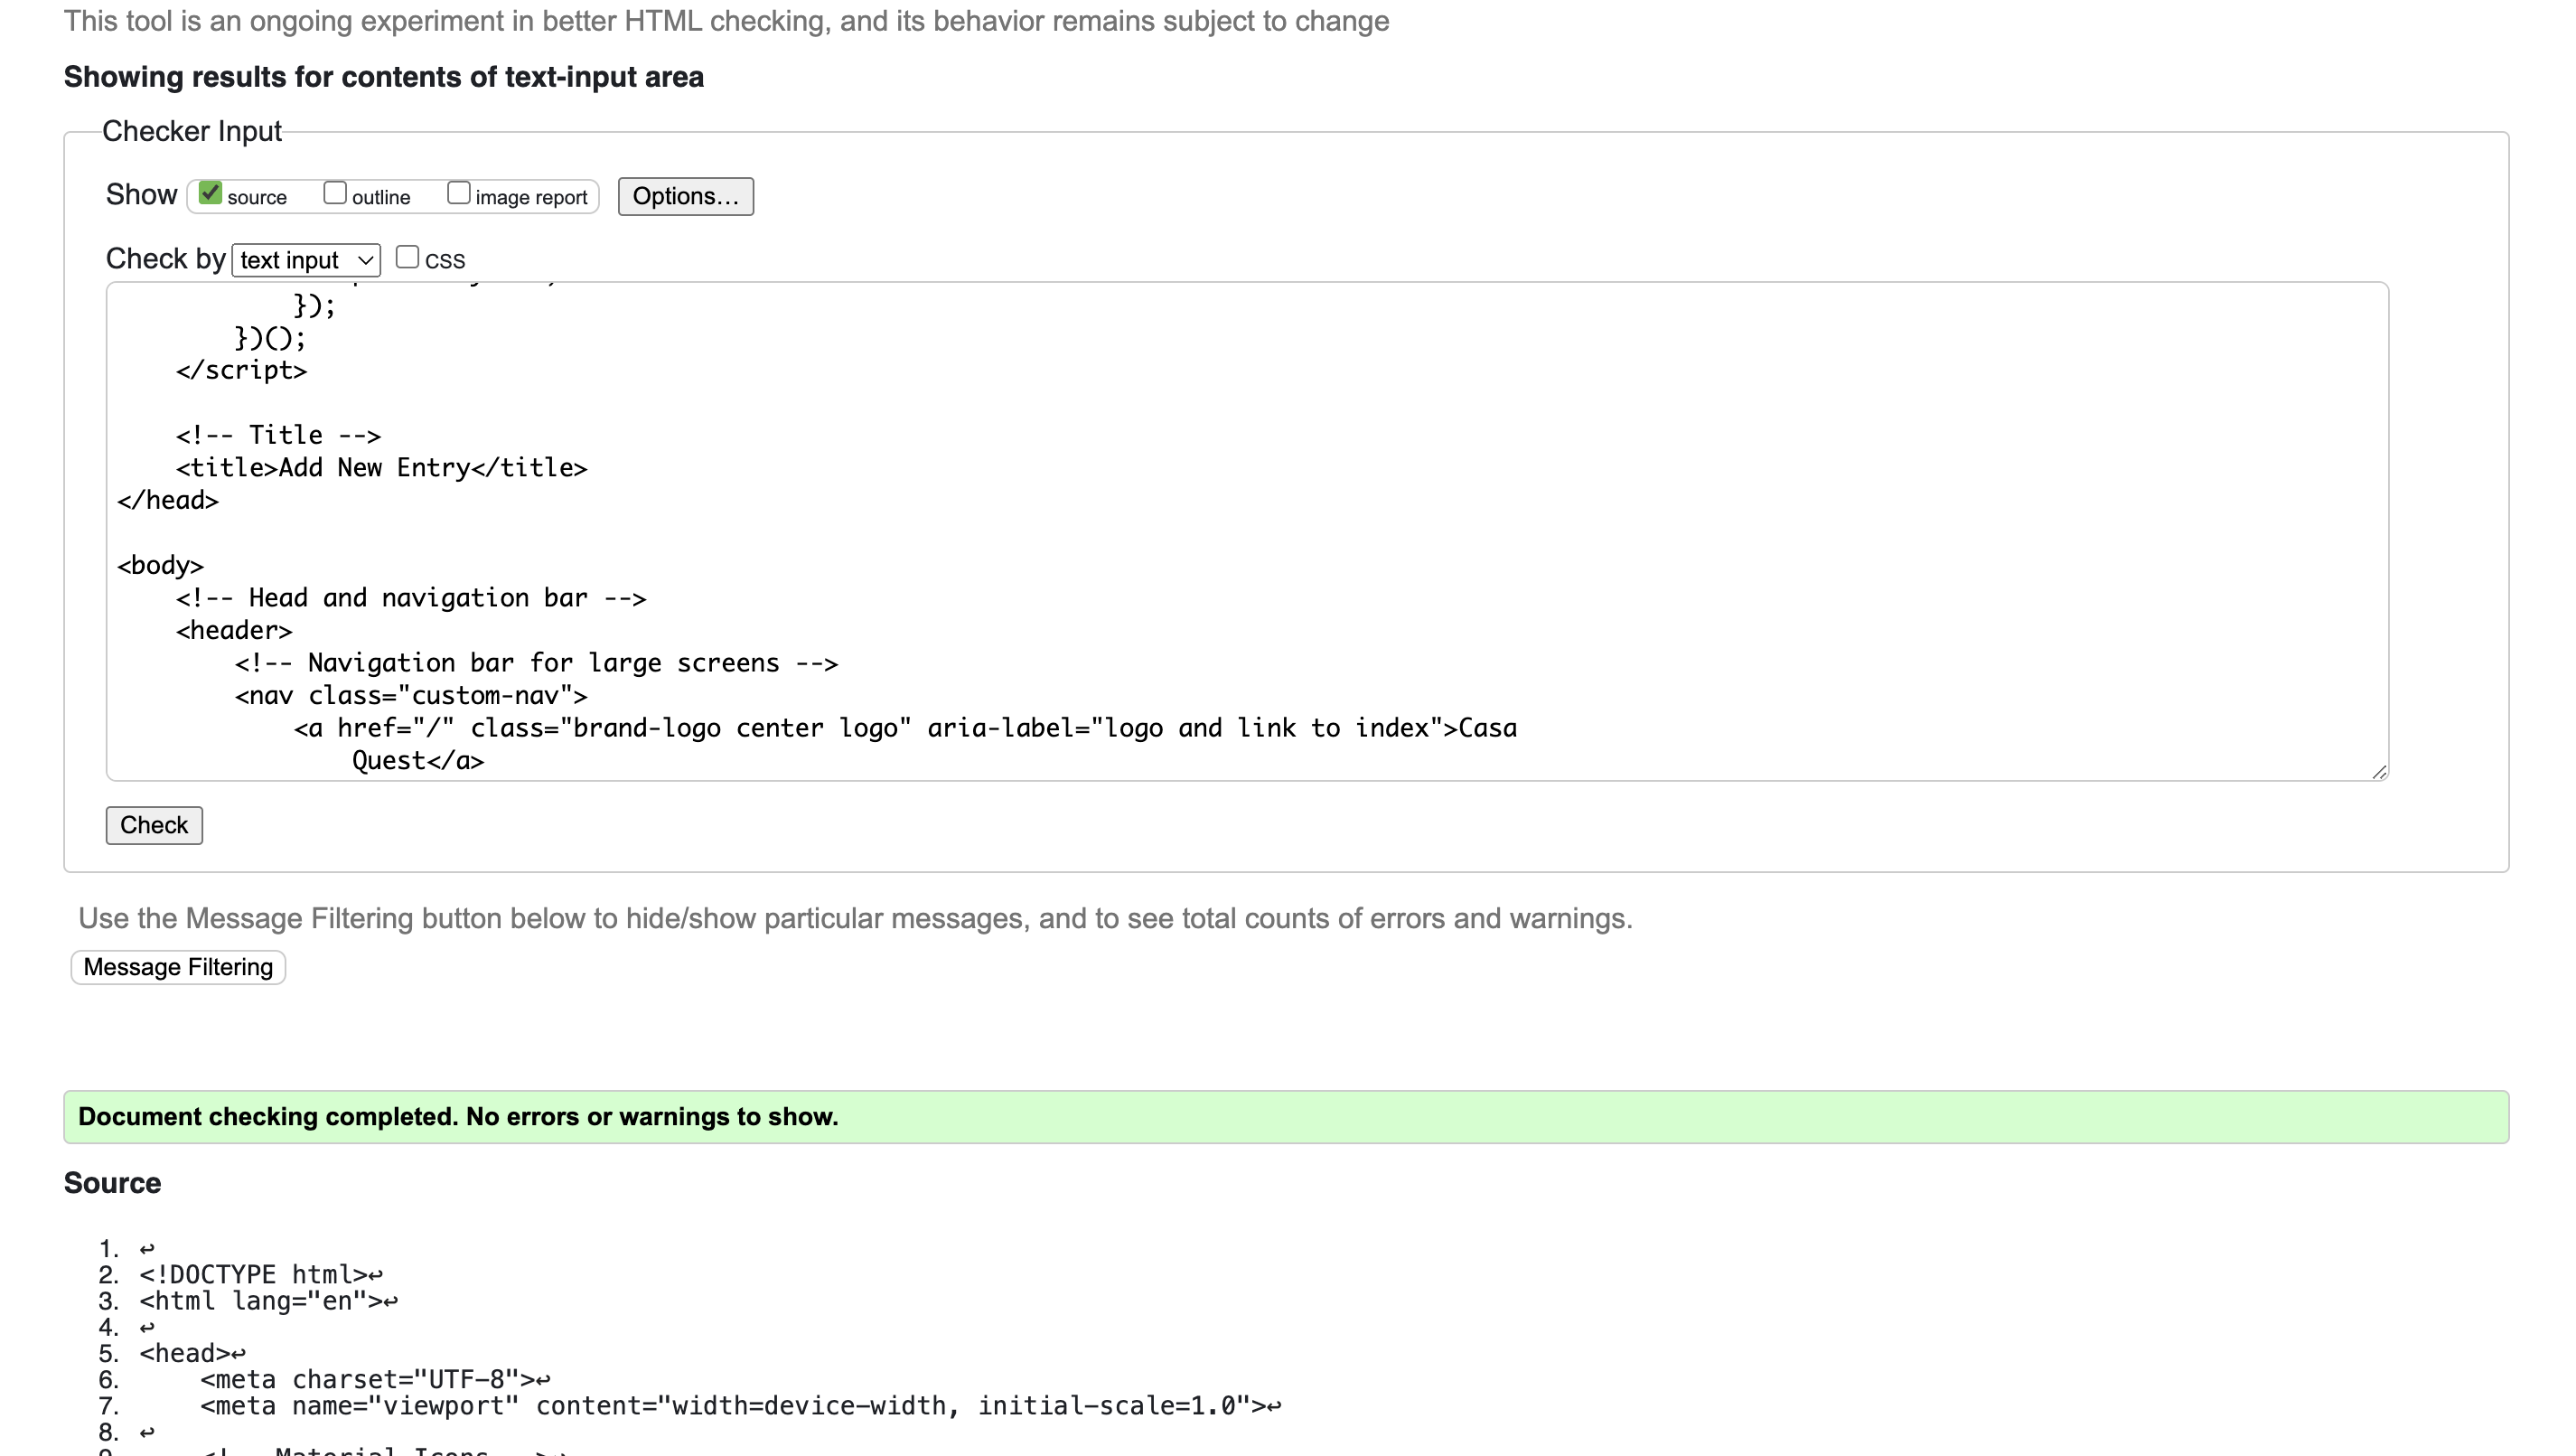 This tool is an ongoing experiment in better HTML checking, and its behavior remains subject to change
Showing results for contents of text-input area
Checker Input
Show source outline image report Options...
Check by text input CSS
});
})();
</script>
<!-- Title -->
<title>Add New Entry</title>
</head>
<body>
<!-- Head and navigation bar -->
<header>
<!-- Navigation bar for large screens -->
<nav class="custom-nav">
<a href="/" class="brand-logo center logo" aria-label="logo and link to index">Casa
Quest</a>
Check
Use the Message Filtering button below to hide/show particular messages, and to see total counts of errors and warnings.
Message Filtering
Document checking completed. No errors or warnings to show.
Source
1. ↩
2. <!DOCTYPE html>↩
3. <html lang="en">↩
4. ↩
5. <head>↩
6. <meta charset="UTF-8">↩
7. <meta name="viewport" content="width=device-width, initial-scale=1.0">↩
8. ↩
9. <!-- Material Icons -->↩